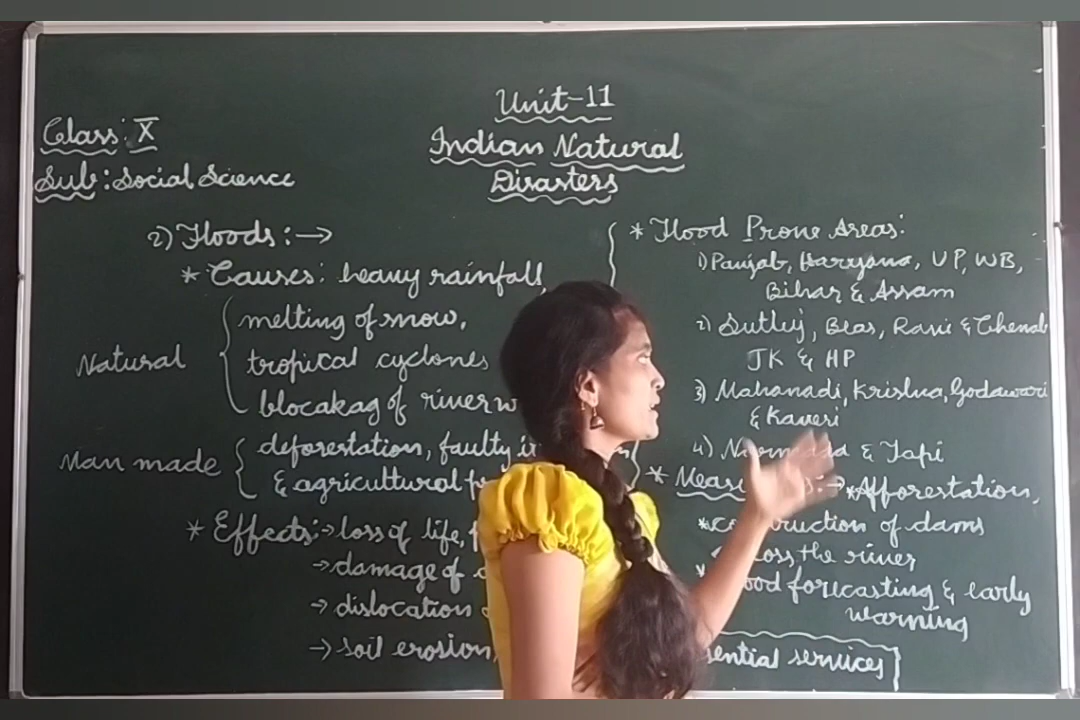 Unit-11
Indian Natural
Disasters
Class: X
Sub: Social Science
2) Floods:→
* Causes: heavy rainfall,
Natural
melting of snow,
tropical cyclones
blocakag of river
Man made
deforestation, faulty
& agricultural
* Effects:→ loss of life,
→ damage of
→ dislocation
→ soil erosion,
sential services
* Flood Prone Areas:
1) Panjab, Haryana, UP, WB,
Bihar & Assam
2) Sutlej, Beas, Ravi & Chenab
JK & HP
3) Mahanadi, Krishna, Godawari
& Kaveri
4) & Tapi
* :→ *Afforestation,
* of dams
the river
forecasting & early
warning